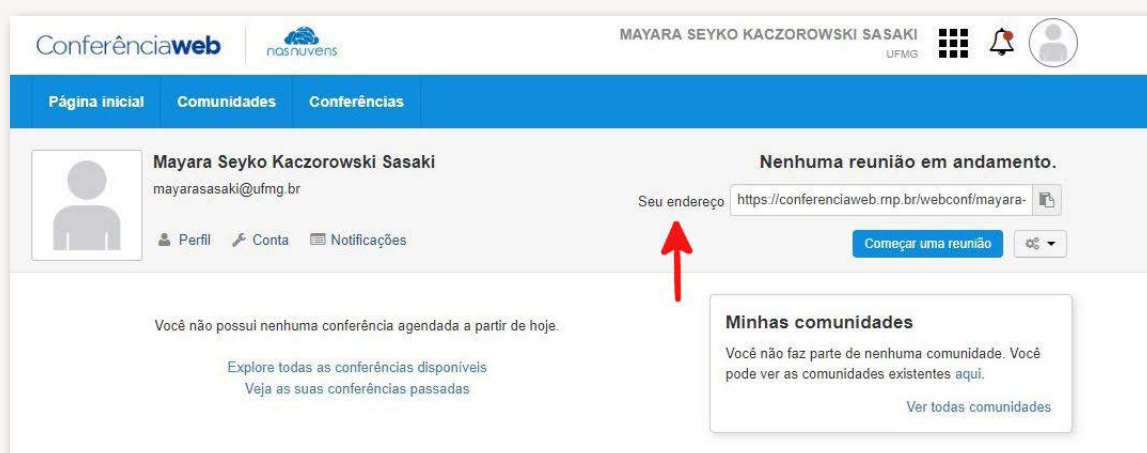 Conferênciaweb
nasnuvens
MAYARA SEYKO KACZOROWSKI SASAKI
UFMG
Página inicial Comunidades Conferências
Mayara Seyko Kaczorowski Sasaki
mayarasasaki@ufmg.br
Perfil Conta Notificações
Nenhuma reunião em andamento.
Seu endereço https://conferenciaweb.rnp.br/webconf/mayara-
Começar uma reunião
Você não possui nenhuma conferência agendada a partir de hoje.
Explore todas as conferências disponíveis
Veja as suas conferências passadas
Minhas comunidades
Você não faz parte de nenhuma comunidade. Você
pode ver as comunidades existentes aqui.
Ver todas comunidades